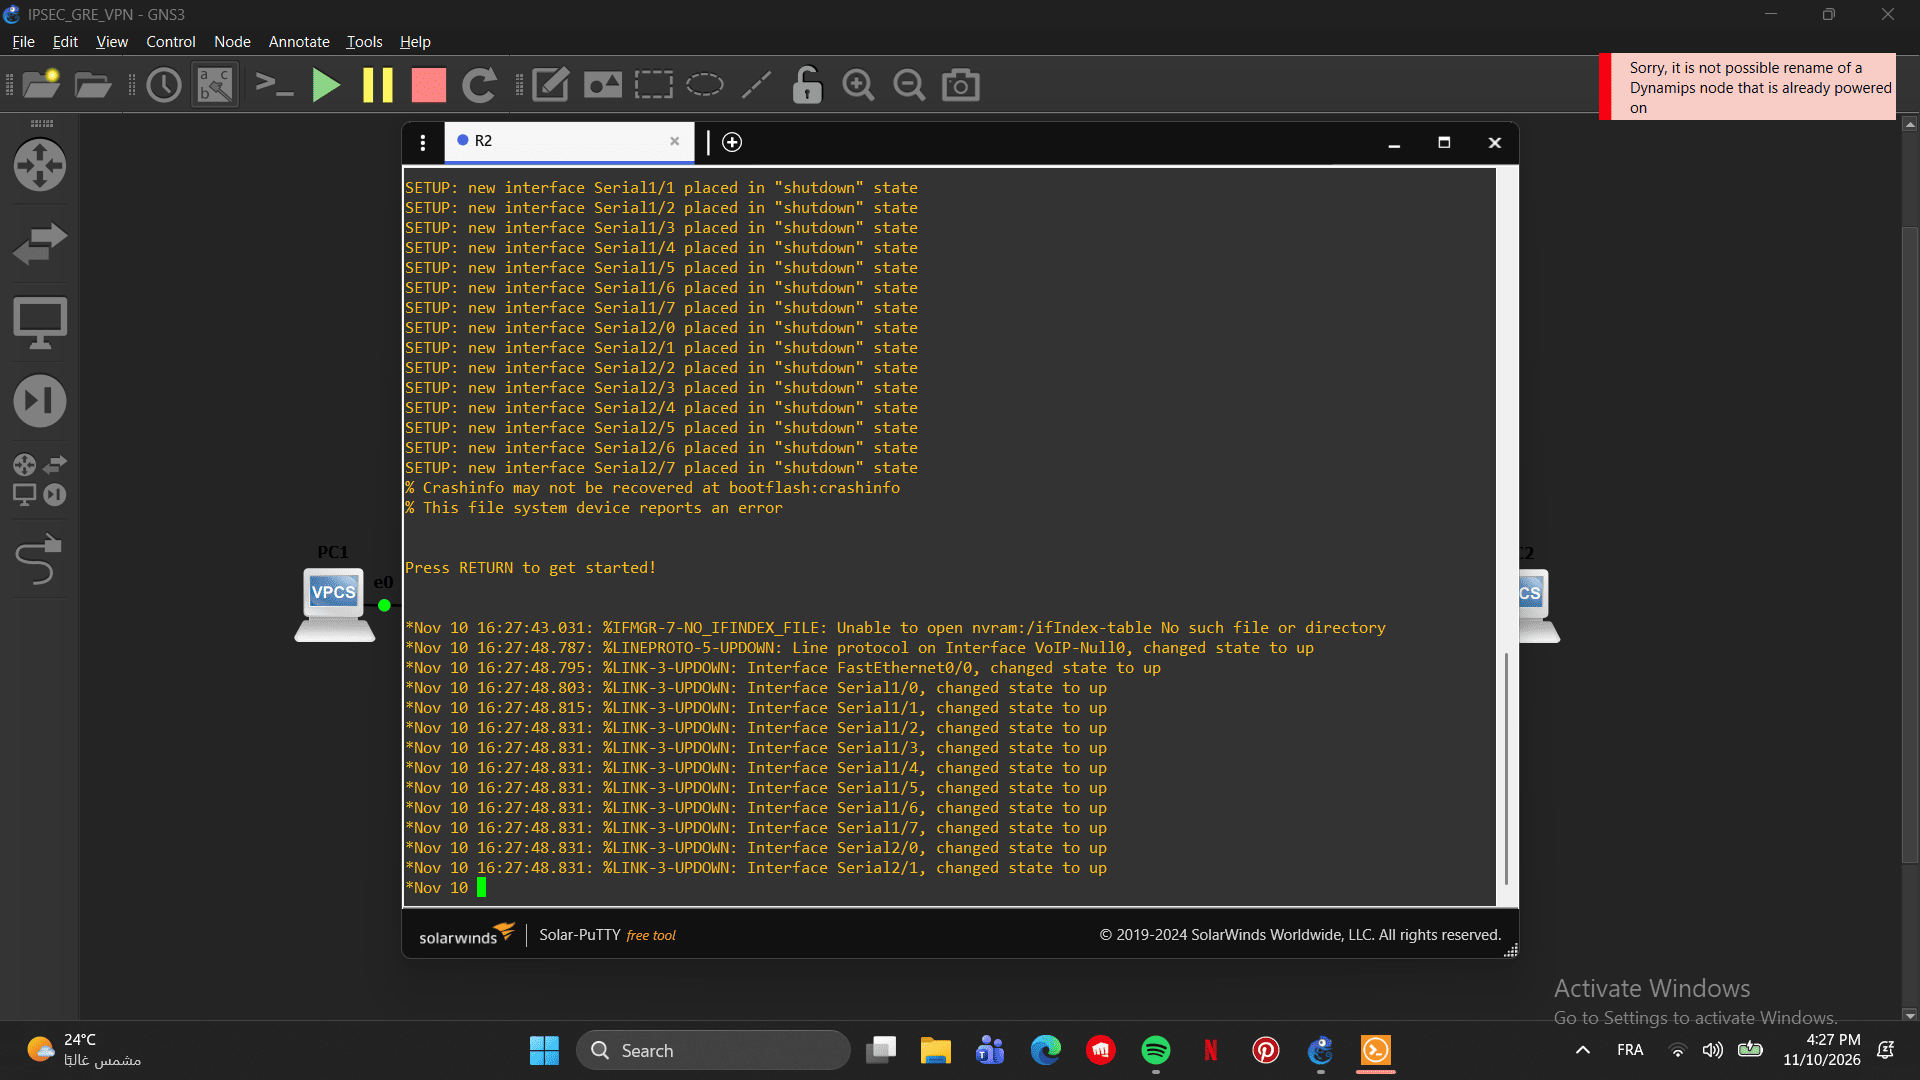 IPSEC_GRE_VPN - GNS3
File Edit View Control Node Annotate Tools Help
Sorry, it is not possible rename of a
Dynamips node that is already powered
on
R2
SETUP: new interface Serial1/1 placed in "shutdown" state
SETUP: new interface Serial1/2 placed in "shutdown" state
SETUP: new interface Serial1/3 placed in "shutdown" state
SETUP: new interface Serial1/4 placed in "shutdown" state
SETUP: new interface Serial1/5 placed in "shutdown" state
SETUP: new interface Serial1/6 placed in "shutdown" state
SETUP: new interface Serial1/7 placed in "shutdown" state
SETUP: new interface Serial2/0 placed in "shutdown" state
SETUP: new interface Serial2/1 placed in "shutdown" state
SETUP: new interface Serial2/2 placed in "shutdown" state
SETUP: new interface Serial2/3 placed in "shutdown" state
SETUP: new interface Serial2/4 placed in "shutdown" state
SETUP: new interface Serial2/5 placed in "shutdown" state
SETUP: new interface Serial2/6 placed in "shutdown" state
SETUP: new interface Serial2/7 placed in "shutdown" state
% Crashinfo may not be recovered at bootflash:crashinfo
% This file system device reports an error
Press RETURN to get started!
*Nov 10 16:27:43.031: %IFMGR-7-NO_IFINDEX_FILE: Unable to open nvram:/ifIndex-table No such file or directory
*Nov 10 16:27:48.787: %LINEPROTO-5-UPDOWN: Line protocol on Interface VoIP-Null0, changed state to up
*Nov 10 16:27:48.795: %LINK-3-UPDOWN: Interface FastEthernet0/0, changed state to up
*Nov 10 16:27:48.803: %LINK-3-UPDOWN: Interface Serial1/0, changed state to up
*Nov 10 16:27:48.815: %LINK-3-UPDOWN: Interface Serial1/1, changed state to up
*Nov 10 16:27:48.831: %LINK-3-UPDOWN: Interface Serial1/2, changed state to up
*Nov 10 16:27:48.831: %LINK-3-UPDOWN: Interface Serial1/3, changed state to up
*Nov 10 16:27:48.831: %LINK-3-UPDOWN: Interface Serial1/4, changed state to up
*Nov 10 16:27:48.831: %LINK-3-UPDOWN: Interface Serial1/5, changed state to up
*Nov 10 16:27:48.831: %LINK-3-UPDOWN: Interface Serial1/6, changed state to up
*Nov 10 16:27:48.831: %LINK-3-UPDOWN: Interface Serial1/7, changed state to up
*Nov 10 16:27:48.831: %LINK-3-UPDOWN: Interface Serial2/0, changed state to up
*Nov 10 16:27:48.831: %LINK-3-UPDOWN: Interface Serial2/1, changed state to up
*Nov 10
PC1
VPCS
e0
C2
CS
solarwinds
Solar-PuTTY free tool
© 2019-2024 SolarWinds Worldwide, LLC. All rights reserved.
Activate Windows
Go to Settings to activate Windows.
24°C
مشمس غالبًا
Search
FRA
4:27 PM
11/10/2026